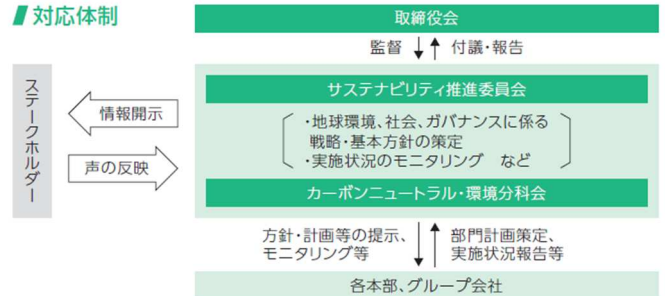 対応体制
取締役会
監督
付議・報告
ステークホルダー
情報開示
声の反映
サステナビリティ推進委員会
・地球環境、社会、ガバナンスに係る
戦略・基本方針の策定
・実施状況のモニタリング　など
カーボンニュートラル・環境分科会
方針・計画等の提示、
モニタリング等
部門計画策定、
実施状況報告等
各本部、グループ会社